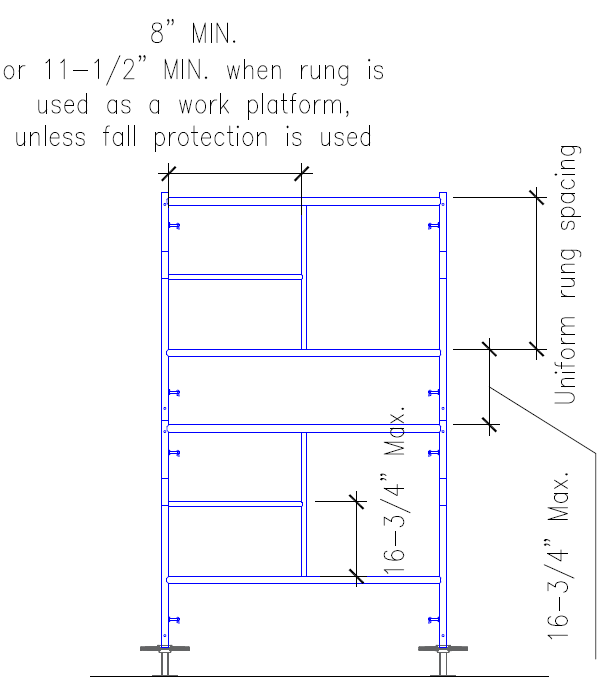 8” MIN.
or 11-1/2” MIN. when rung is
used as a work platform,
unless fall protection is used
Uniform rung spacing
16-3/4” Max.
16-3/4” Max.